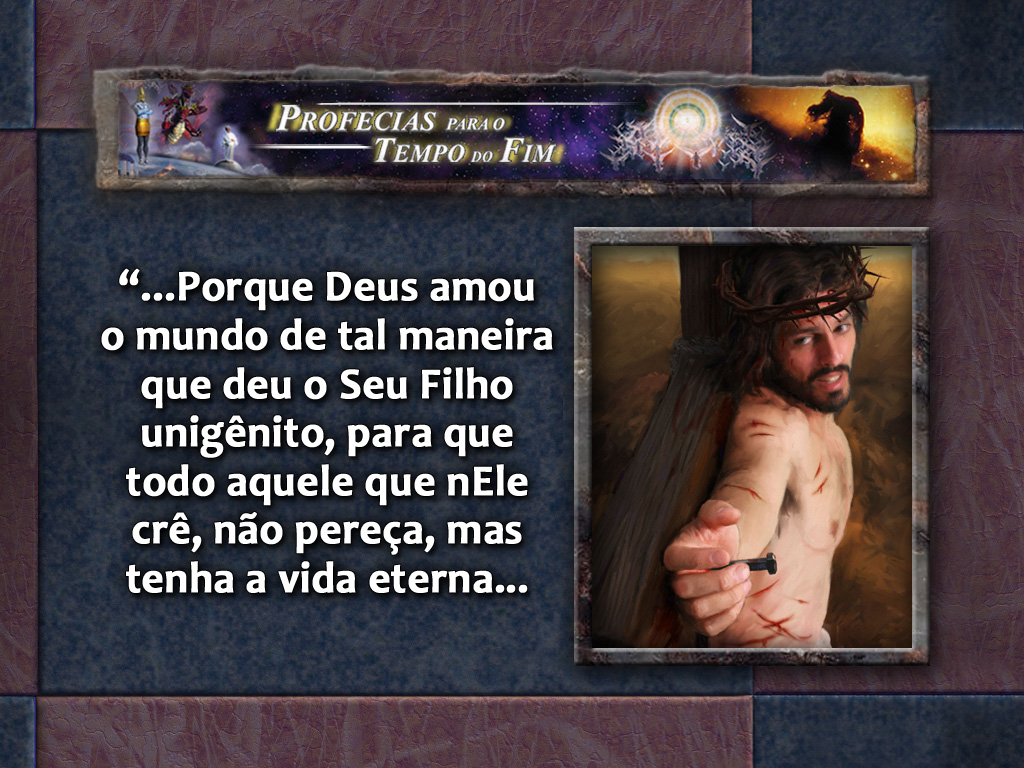 PROFECIAS PARA O
TEMPO DO FIM
“...Porque Deus amou
o mundo de tal maneira
que deu o Seu Filho
unigênito, para que
todo aquele que nEle
crê, não pereça, mas
tenha a vida eterna...